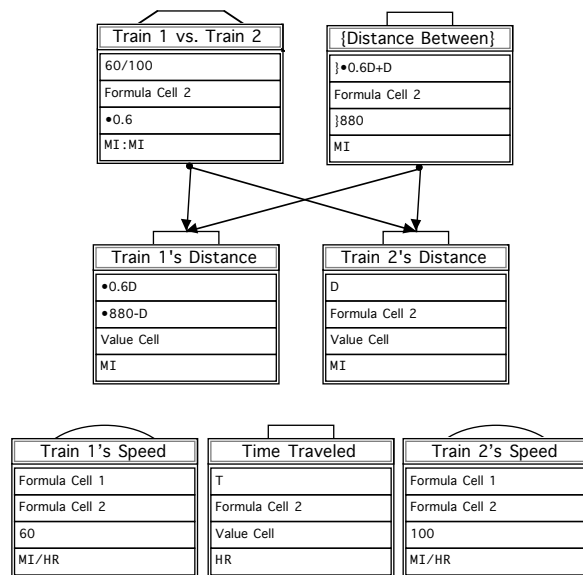 Train 1 vs. Train 2
60/100
Formula Cell 2
•0.6
MI:MI
{Distance Between}
}•0.6D+D
Formula Cell 2
}880
MI
Train 1's Distance
•0.6D
•880-D
Value Cell
MI
Train 2's Distance
D
Formula Cell 2
Value Cell
MI
Train 1's Speed
Formula Cell 1
Formula Cell 2
60
MI/HR
Time Traveled
T
Formula Cell 2
Value Cell
HR
Train 2's Speed
Formula Cell 1
Formula Cell 2
100
MI/HR